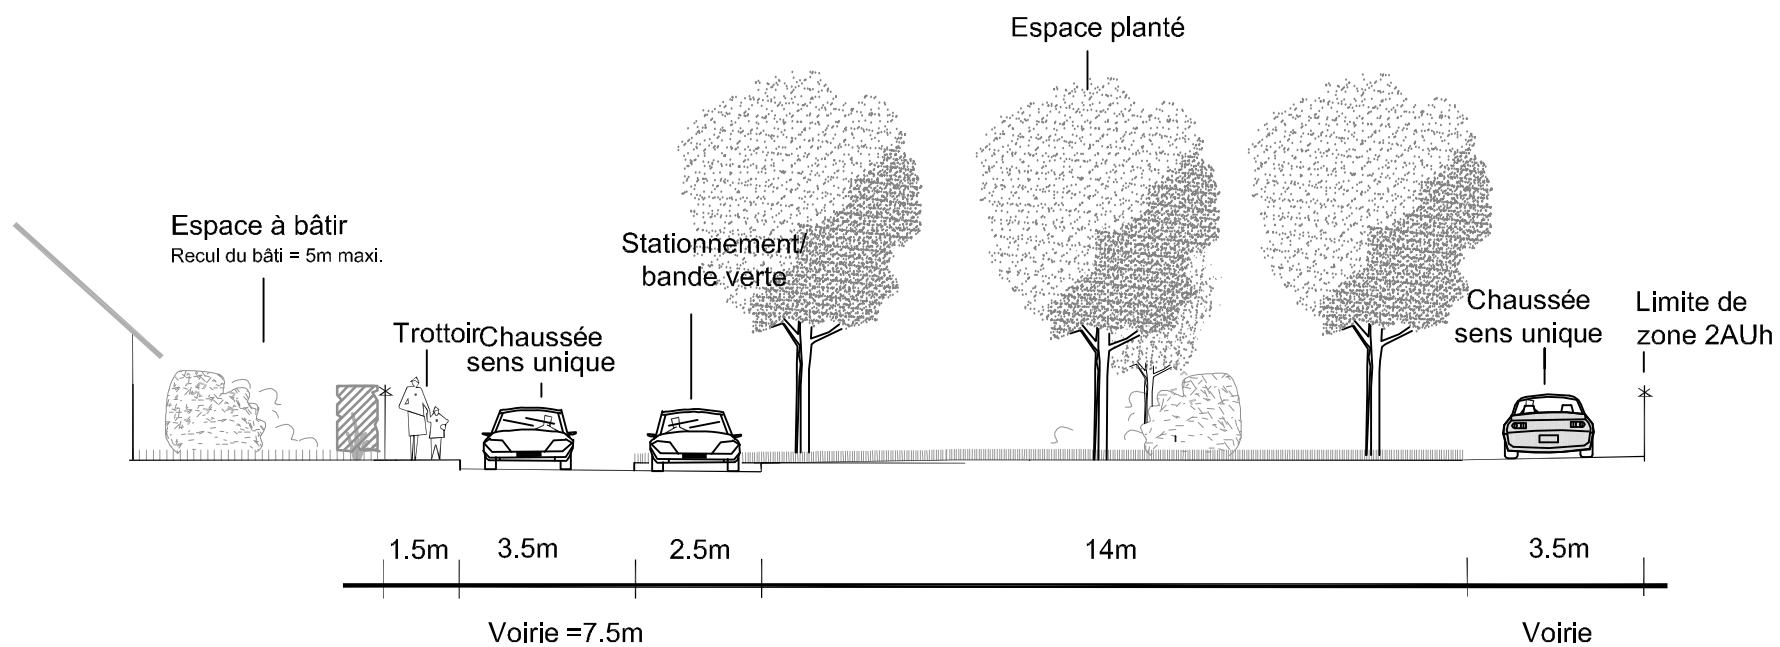 Espace planté
Espace à bâtir
Recul du bâti = 5m maxi.
Stationnement/
bande verte
Trottoir
Chaussée
sens unique
Chaussée
sens unique
Limite de
zone 2AUh
1.5m
3.5m
2.5m
14m
3.5m
Voirie =7.5m
Voirie